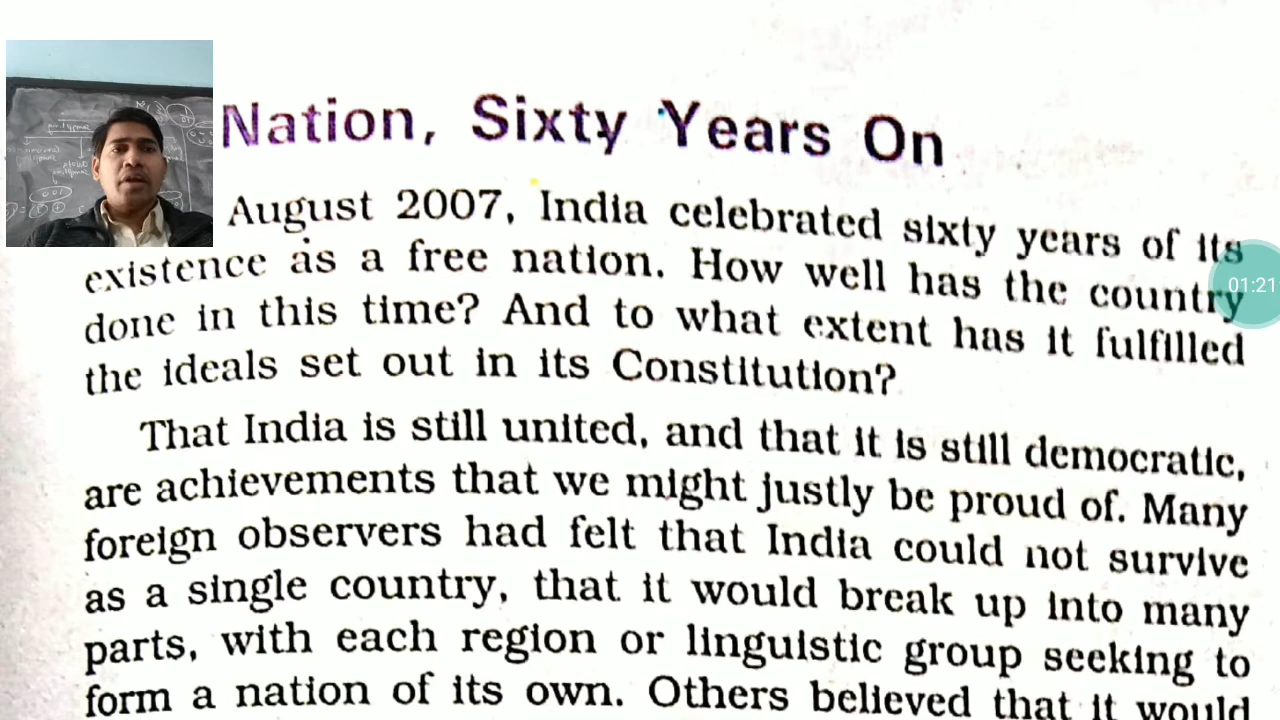 Nation, Sixty Years On
August 2007, India celebrated sixty years of its
existence as a free nation. How well has the country
done in this time? And to what extent has it fulfilled
the ideals set out in its Constitution?
That India is still united, and that it is still democratic,
are achievements that we might justly be proud of. Many
foreign observers had felt that India could not survive
as a single country, that it would break up into many
parts, with each region or linguistic group seeking to
form a nation of its own. Others believed that it would
01:21